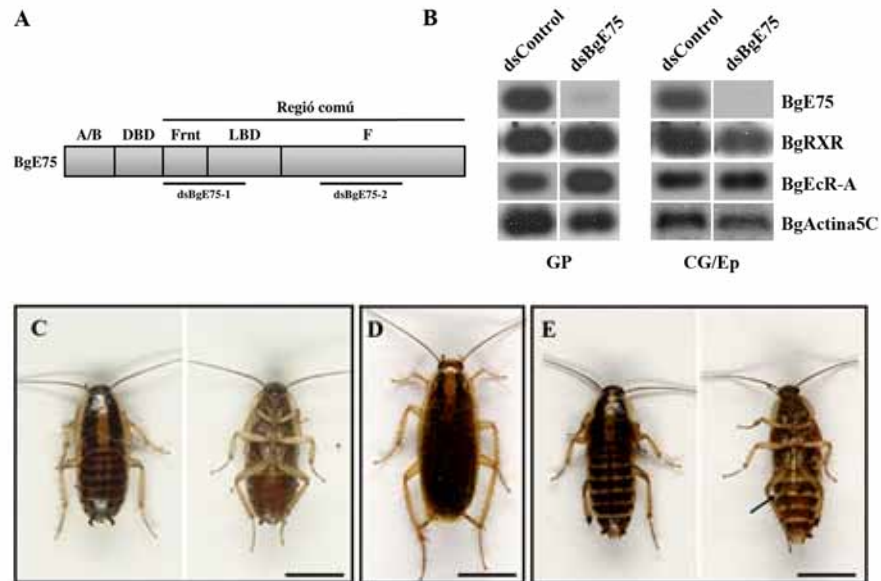 A
Regió comú
A/B DBD Frnt LBD F
BgE75
dsBgE75-1 dsBgE75-2
B
dsControl dsBgE75 dsControl dsBgE75
BgE75
BgRXR
BgEcR-A
BgActina5C
GP CG/Ep
C D E